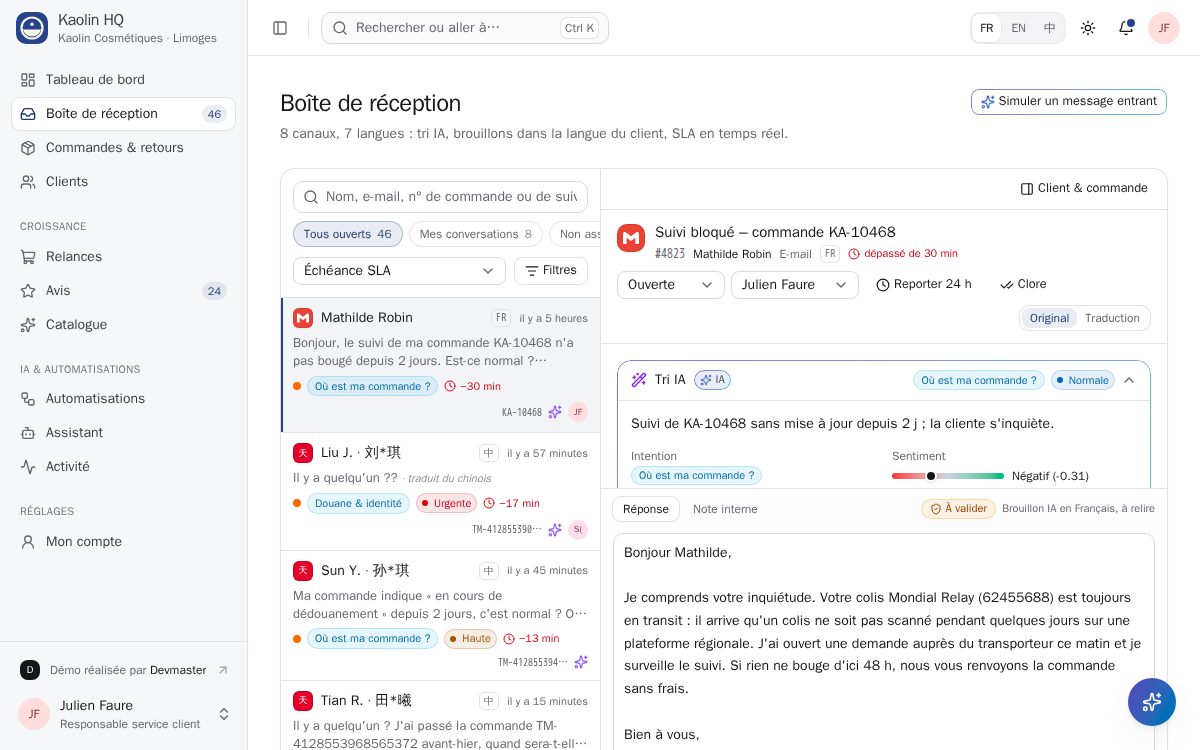 Kaolin HQ
Kaolin Cosmétiques · Limoges
Tableau de bord
Boîte de réception 46
Commandes & retours
Clients
CROISSANCE
Relances
Avis 24
Catalogue
IA & AUTOMATISATIONS
Automatisations
Assistant
Activité
RÉGLAGES
Mon compte
D Démo réalisée par Devmaster
JF
Julien Faure
Responsable service client
Rechercher ou aller à… Ctrl K
FR EN 中 JF
Boîte de réception
8 canaux, 7 langues : tri IA, brouillons dans la langue du client, SLA en temps réel.
Simuler un message entrant
Nom, e-mail, n° de commande ou de suiv
Tous ouverts 46 Mes conversations 8 Non ass
Échéance SLA Filtres
Mathilde Robin FR il y a 5 heures
Bonjour, le suivi de ma commande KA-10468 n'a
pas bougé depuis 2 jours. Est-ce normal ?…
Où est ma commande ? −30 min
KA-10468 JF
天 Liu J. · 刘*琪 中 il y a 57 minutes
Il y a quelqu'un ?? · traduit du chinois
Douane & identité Urgente −17 min
TM-412855390… S(
天 Sun Y. · 孙*琪 中 il y a 45 minutes
Ma commande indique « en cours de
dédouanement » depuis 2 jours, c'est normal ? O…
Où est ma commande ? Haute −13 min
TM-412855394…
天 Tian R. · 田*曦 中 il y a 15 minutes
Il y a quelqu'un ? J'ai passé la commande TM-
4128553968565372 avant-hier, quand sera-t-ell…
Client & commande
Suivi bloqué – commande KA-10468
#4823 Mathilde Robin E-mail FR dépassé de 30 min
Ouverte Julien Faure Reporter 24 h Clore
Original Traduction
Tri IA IA Où est ma commande ? Normale
Suivi de KA-10468 sans mise à jour depuis 2 j ; la cliente s'inquiète.
Intention Sentiment
Où est ma commande ? Négatif (-0.31)
Réponse Note interne À valider Brouillon IA en Français, à relire
Bonjour Mathilde,
Je comprends votre inquiétude. Votre colis Mondial Relay (62455688) est toujours
en transit : il arrive qu'un colis ne soit pas scanné pendant quelques jours sur une
plateforme régionale. J'ai ouvert une demande auprès du transporteur ce matin et je
surveille le suivi. Si rien ne bouge d'ici 48 h, nous vous renvoyons la commande
sans frais.
Bien à vous,